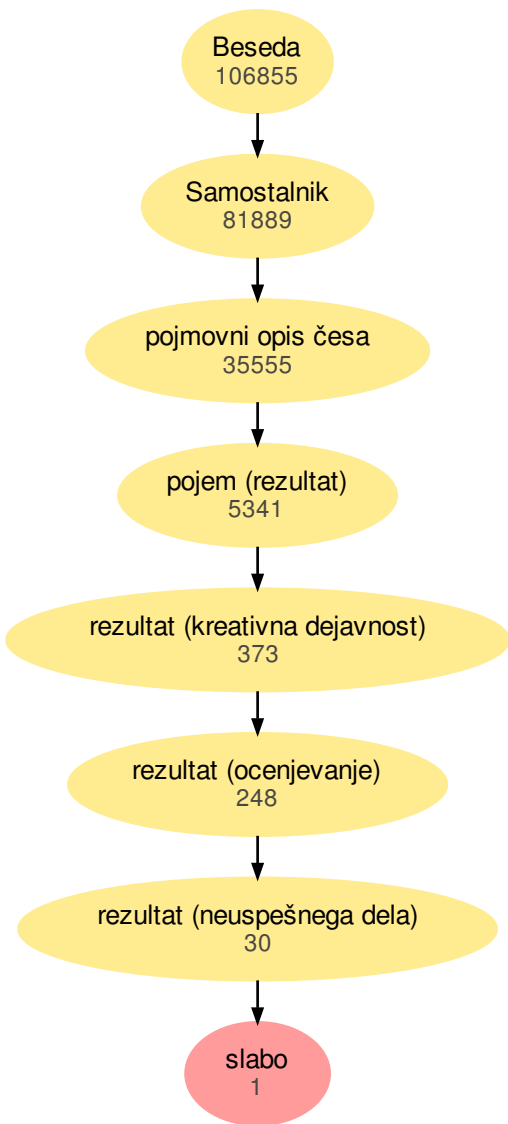 Beseda
106855
Samostalnik
81889
pojmovni opis česa
35555
pojem (rezultat)
5341
rezultat (kreativna dejavnost)
373
rezultat (ocenjevanje)
248
rezultat (neuspešnega dela)
30
slabo
1